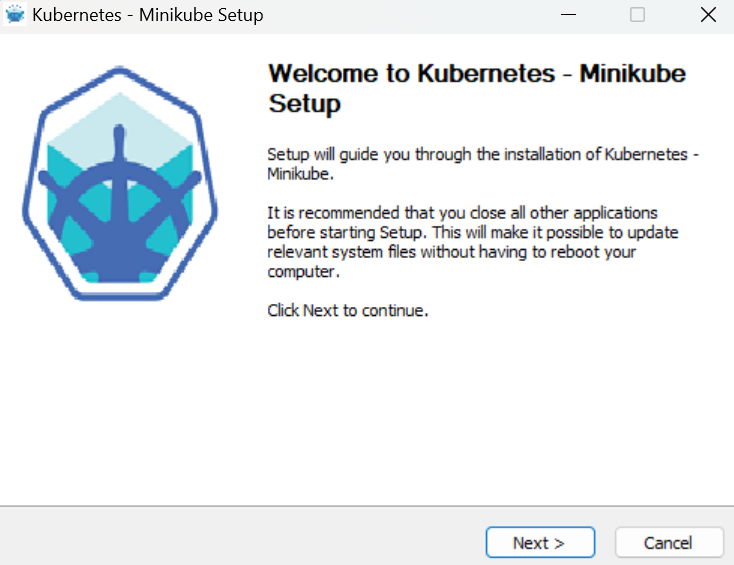 Kubernetes - Minikube Setup
Welcome to Kubernetes - Minikube
Setup
Setup will guide you through the installation of Kubernetes -
Minikube.
It is recommended that you close all other applications
before starting Setup. This will make it possible to update
relevant system files without having to reboot your
computer.
Click Next to continue.
Next >
Cancel